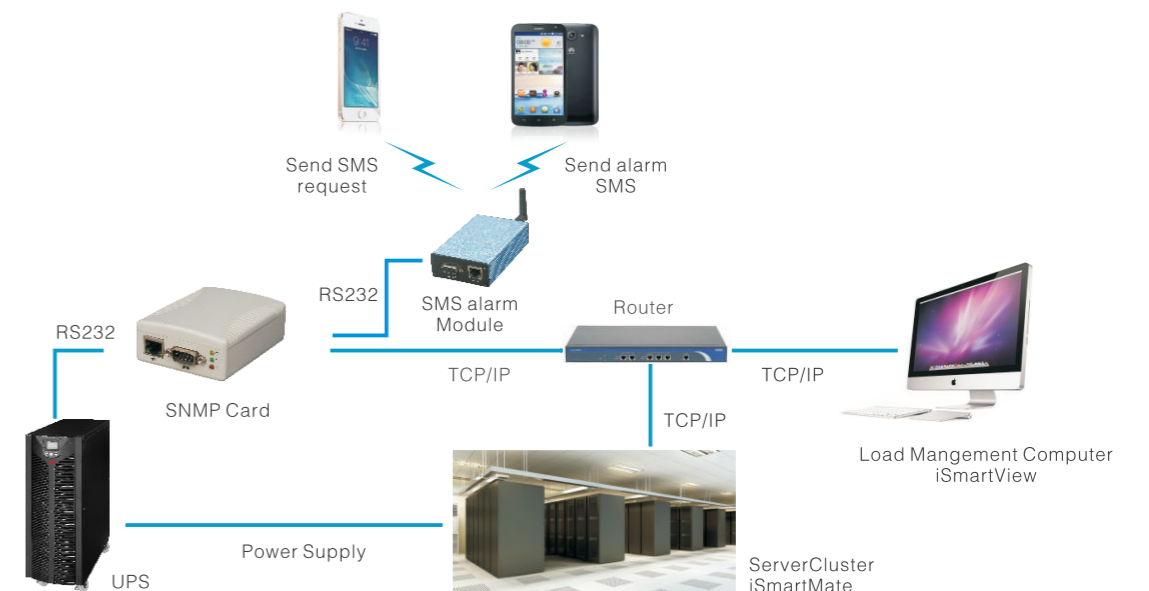 Send SMS
request
Send alarm
SMS
RS232
SMS alarm
Module
Router
RS232
TCP/IP
TCP/IP
SNMP Card
TCP/IP
Load Mangement Computer
iSmartView
Power Supply
UPS
ServerCluster
iSmartMate